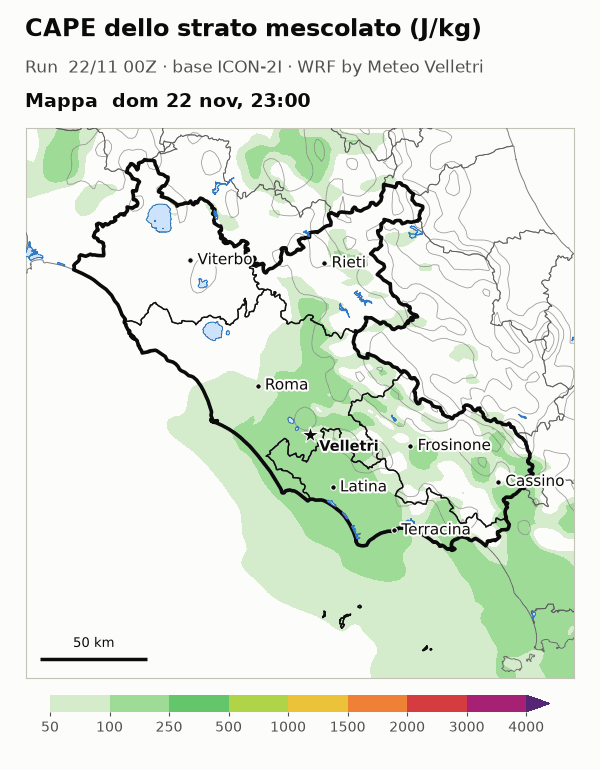 CAPE dello strato mescolato (J/kg)
Run 22/11 00Z · base ICON-2I · WRF by Meteo Velletri
Mappa dom 22 nov, 23:00
Viterbo
Rieti
Roma
Velletri
Frosinone
Cassino
Latina
Terracina
50 km
50 100 250 500 1000 1500 2000 3000 4000